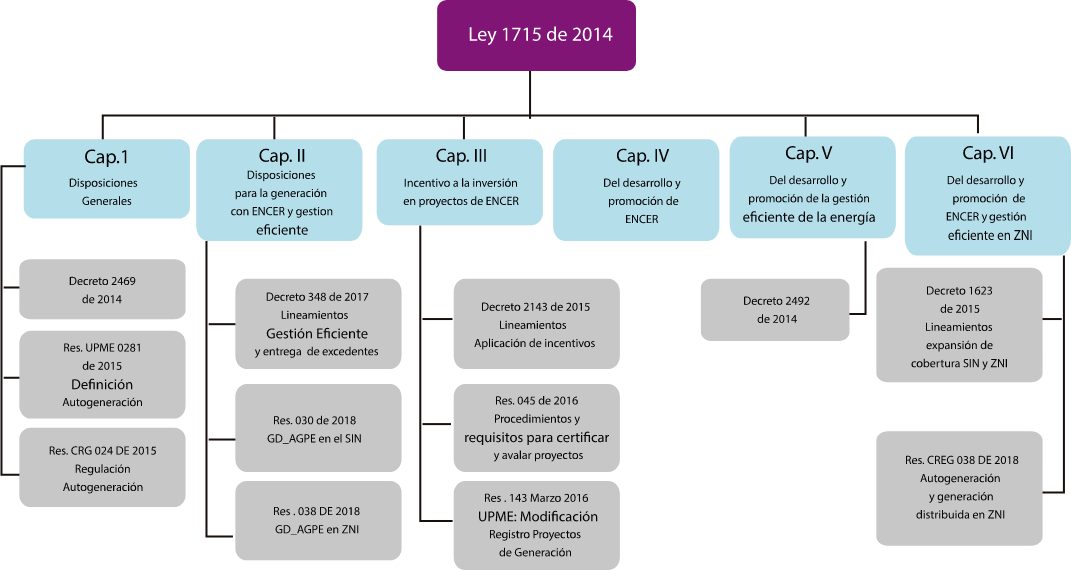 Ley 1715 de 2014
Cap.1
Disposiciones
Generales
Cap. II
Disposiciones
para la generación
con ENCER y gestion
eficiente
Cap. III
Incentivo a la inversión
en proyectos de ENCER
Cap. IV
Del desarrollo y
promoción de
ENCER
Cap. V
Del desarrollo y
promoción de la gestión
eficiente de la energía
Cap. VI
Del desarrollo y
promoción de
ENCER y gestión
eficiente en ZNI
Decreto 2469
de 2014
Res. UPME 0281
de 2015
Definición
Autogeneración
Res. CRG 024 DE 2015
Regulación
Autogeneración
Decreto 348 de 2017
Lineamientos
Gestión Eficiente
y entrega de excedentes
Res. 030 de 2018
GD_AGPE en el SIN
Res . 038 DE 2018
GD_AGPE en ZNI
Decreto 2143 de 2015
Lineamientos
Aplicación de incentivos
Res. 045 de 2016
Procedimientos y
requisitos para certificar
y avalar proyectos
Res . 143 Marzo 2016
UPME: Modificación
Registro Proyectos
de Generación
Decreto 2492
de 2014
Decreto 1623
de 2015
Lineamientos
expansión de
cobertura SIN y ZNI
Res. CREG 038 DE 2018
Autogeneración
y generación
distribuida en ZNI